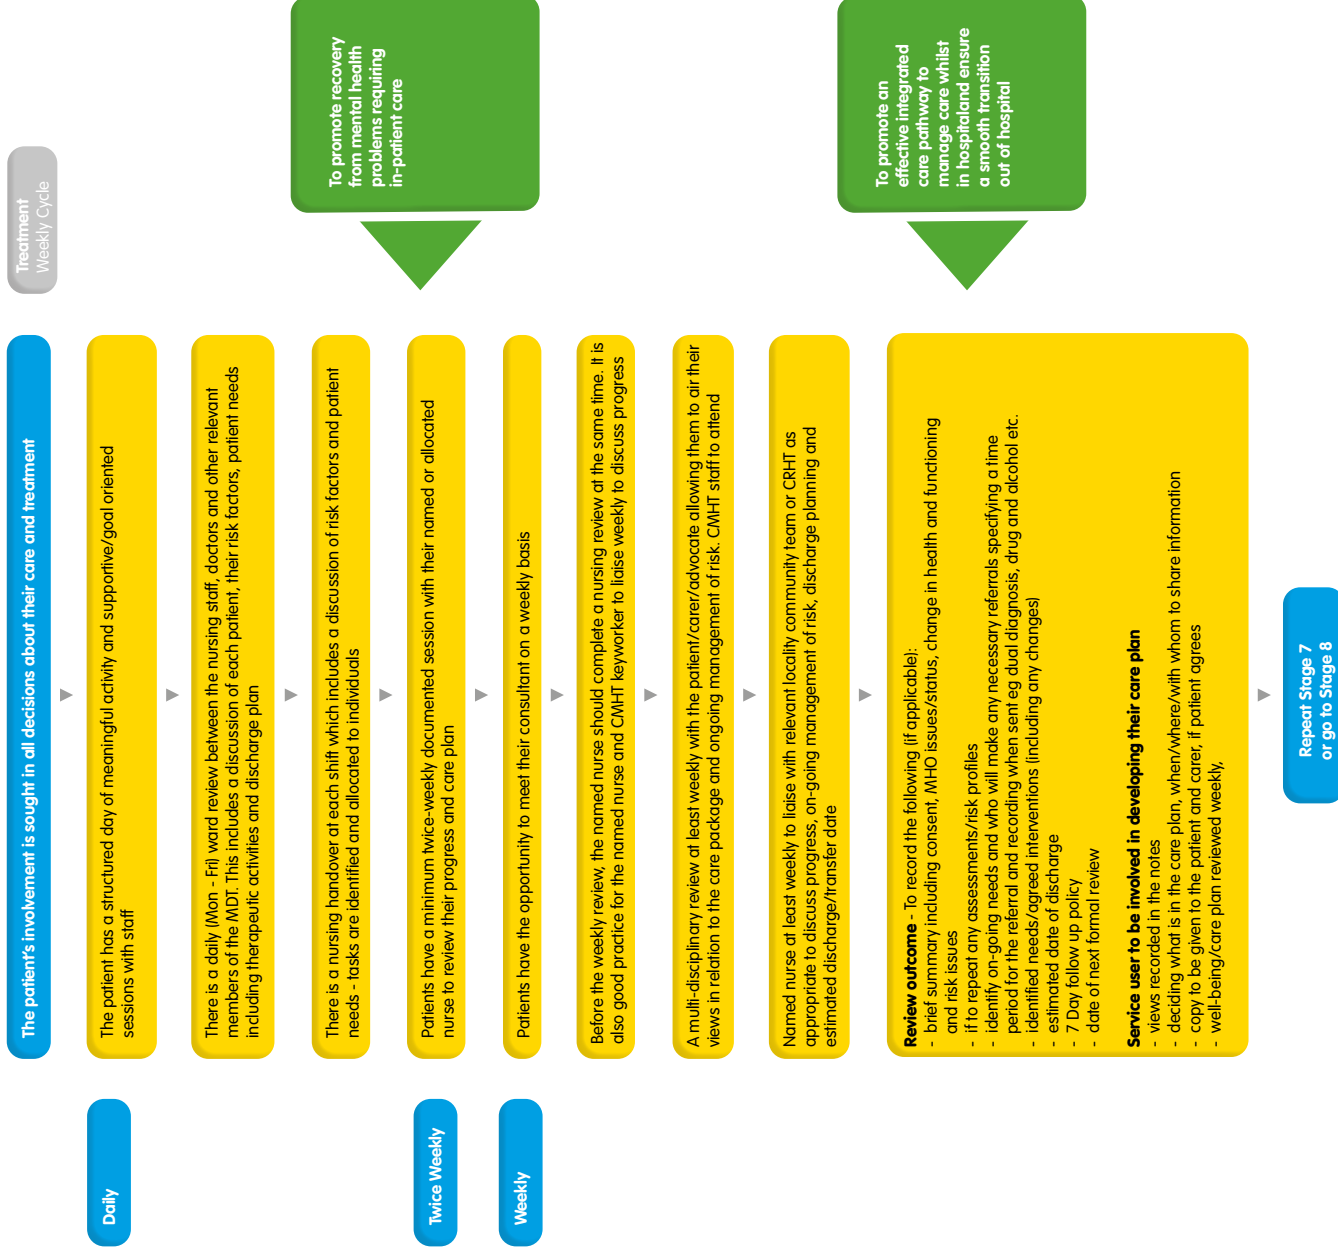 Treatment
Weekly Cycle
The patient's involvement is sought in all decisions about their care and treatment
Daily
The patient has a structured day of meaningful activity and supportive/goal oriented
sessions with staff
There is a daily (Mon - Fri) ward review between the nursing staff, doctors and other relevant
members of the MDT. This includes a discussion of each patient, their risk factors, patient needs
including therapeutic activities and discharge plan
There is a nursing handover at each shift which includes a discussion of risk factors and patient
needs - tasks are identified and allocated to individuals
To promote recovery
from mental health
problems requiring
in-patient care
Twice Weekly
Patients have a minimum twice-weekly documented session with their named or allocated
nurse to review their progress and care plan
Weekly
Patients have the opportunity to meet their consultant on a weekly basis
Before the weekly review, the named nurse should complete a nursing review at the same time. It is
also good practice for the named nurse and CMHT keyworker to liaise weekly to discuss progress
A multi-disciplinary review at least weekly with the patient/carer/advocate allowing them to air their
views in relation to the care package and ongoing management of risk. CMHT staff to attend
Named nurse at least weekly to liaise with relevant locality community team or CRHT as
appropriate to discuss progress, on-going management of risk, discharge planning and
estimated discharge/transfer date
To promote an
effective integrated
care pathway to
manage care whilst
in hospitaland ensure
a smooth transition
out of hospital
Review outcome - To record the following (if applicable):
- brief summary including consent, MHO issues/status, change in health and functioning
and risk issues
- if to repeat any assessments/risk profiles
- identify on-going needs and who will make any necessary referrals specifying a time
period for the referral and recording when sent eg dual diagnosis, drug and alcohol etc.
- identified needs/agreed interventions (including any changes)
- estimated date of discharge
- 7 Day follow up policy
- date of next formal review
Service user to be involved in developing their care plan
- views recorded in the notes
- deciding what is in the care plan, when/where/with whom to share information
- copy to be given to the patient and carer, if patient agrees
- well-being/care plan reviewed weekly,
Repeat Stage 7
or go to Stage 8